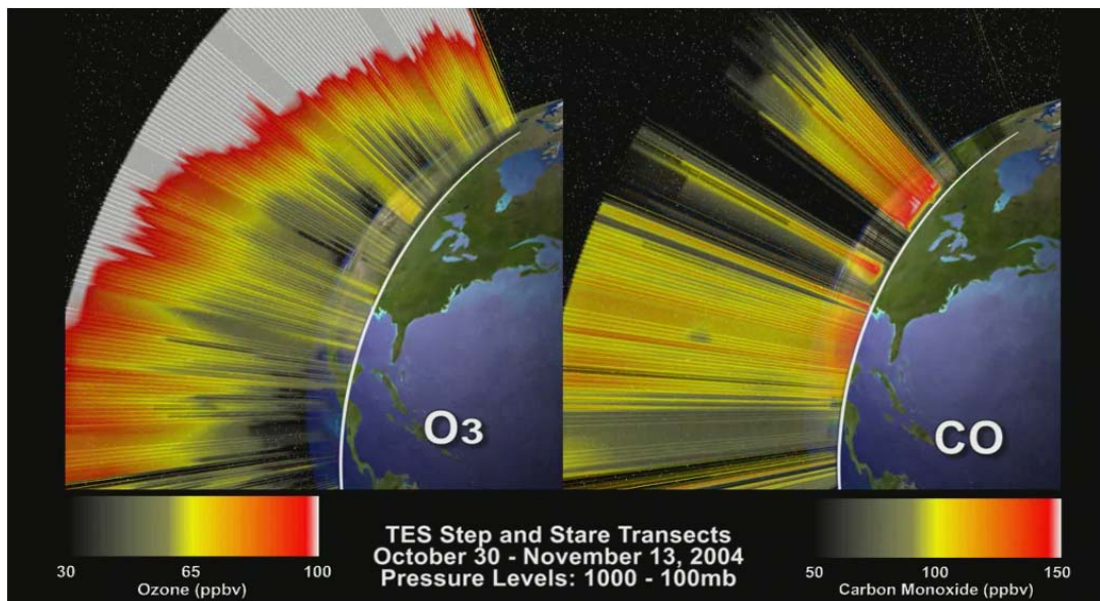 O3
CO
30 65 100
Ozone (ppbv)
TES Step and Stare Transects
October 30 - November 13, 2004
Pressure Levels: 1000 - 100mb
50 100 150
Carbon Monoxide (ppbv)